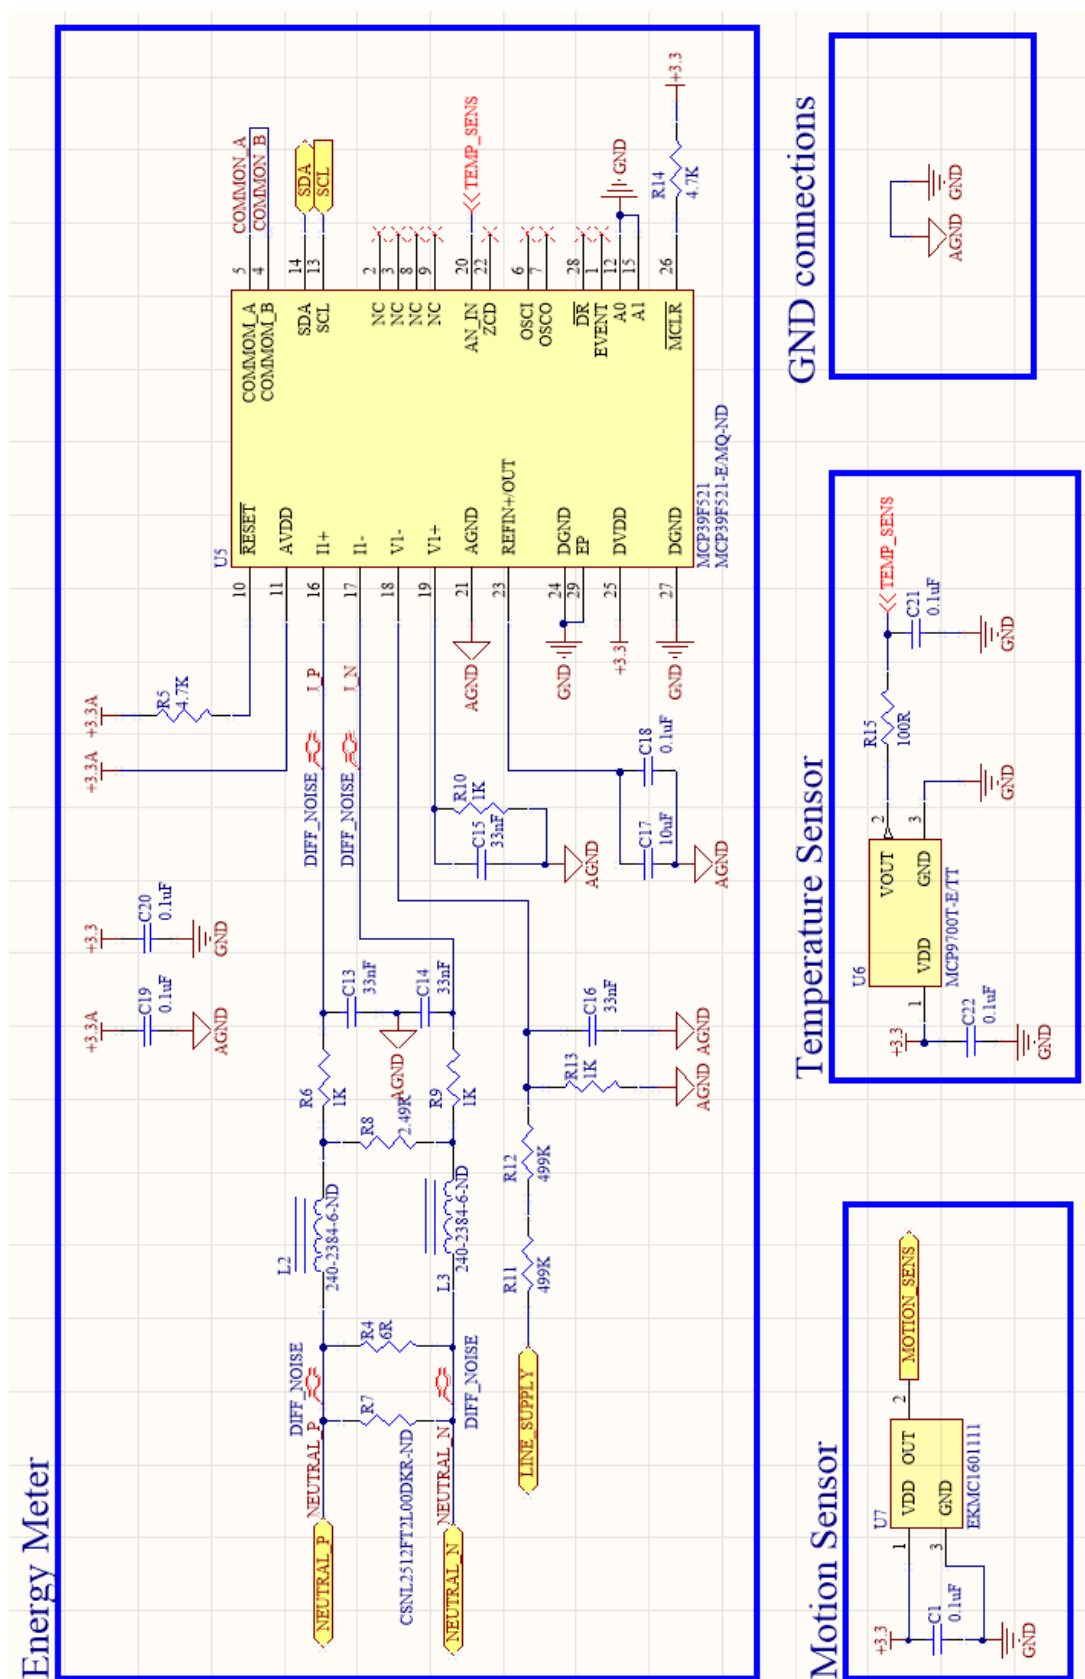 Energy Meter
NEUTRAL_P
NEUTRAL_P
DIFF_NOISE
R7
CSNL2512FT2L00DKR-ND
NEUTRAL_N
NEUTRAL_N
DIFF_NOISE
R4
6R
L2
240-2384-6-ND
L3
240-2384-6-ND
R8
2.49R
R6
1K
R9
1K
C13
33nF
C14
33nF
AGND
LINE_SUPPLY
R11
499K
R12
499K
R13
1K
AGND
C16
33nF
AGND
+3.3A
C19
0.1uF
AGND
+3.3
C20
0.1uF
GND
+3.3A
+3.3A
R5
4.7K
DIFF_NOISE
I_P
DIFF_NOISE
I_N
R10
1K
C15
33nF
AGND
C18
0.1uF
C17
10uF
AGND
AGND
GND
+3.3
GND
U5
10
RESET
11
AVDD
16
I1+
17
I1-
18
V1-
19
V1+
21
AGND
23
REFIN+/OUT
24
DGND
29
EP
25
DVDD
27
DGND
COMMOM_A
5
COMMON_A
COMMOM_B
4
COMMON_B
SDA
14
SDA
SCL
13
SCL
NC
2
NC
3
NC
8
NC
9
AN_IN
20
TEMP_SENS
ZCD
22
OSCI
6
OSCO
7
DR
28
EVENT
1
A0
12
A1
15
GND
MCLR
26
R14
4.7K
+3.3
MCP39F521
MCP39F521-E/MQ-ND
Motion Sensor
+3.3
C1
0.1uF
GND
U7
1
VDD
OUT
2
3
GND
EKMC1601111
MOTION_SENS
Temperature Sensor
+3.3
C22
0.1uF
GND
U6
1
VDD
VOUT
2
GND
3
MCP9700T-E/TT
GND
R15
100R
TEMP_SENS
C21
0.1uF
GND
GND connections
AGND
GND